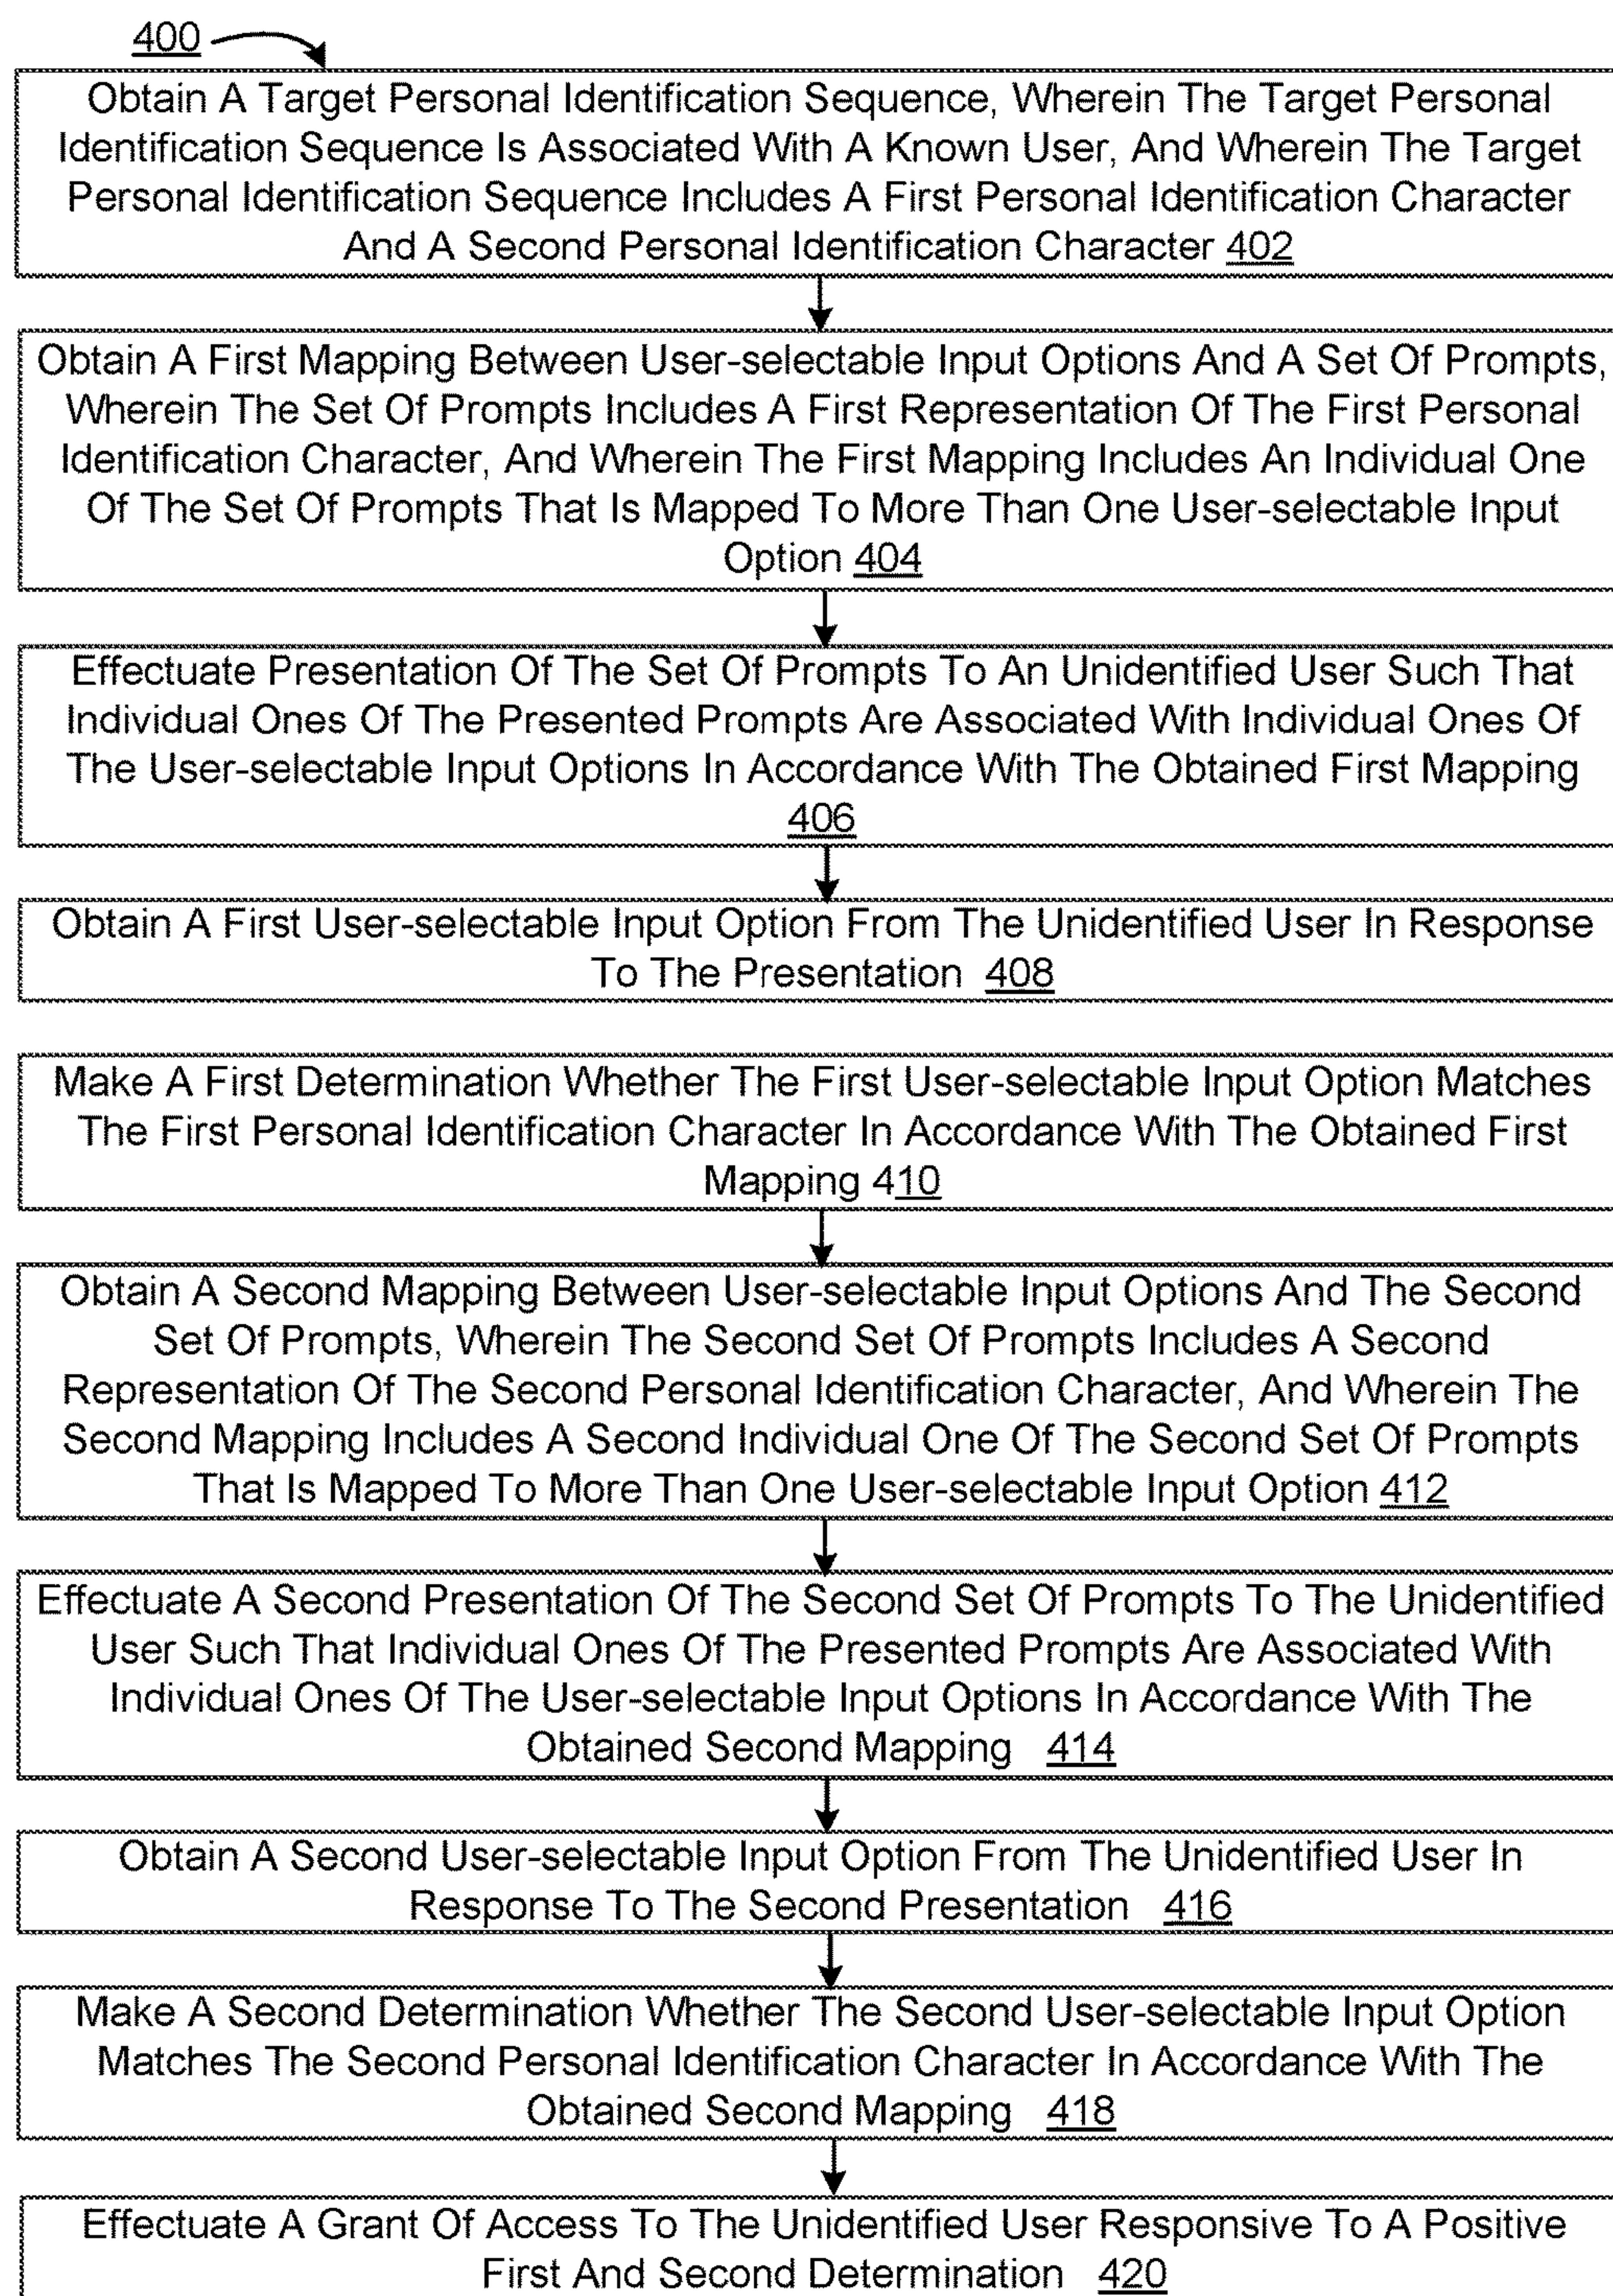 400
Obtain A Target Personal Identification Sequence, Wherein The Target Personal
Identification Sequence Is Associated With A Known User, And Wherein The Target
Personal Identification Sequence Includes A First Personal Identification Character
And A Second Personal Identification Character 402
Obtain A First Mapping Between User-selectable Input Options And A Set Of Prompts,
Wherein The Set Of Prompts Includes A First Representation Of The First Personal
Identification Character, And Wherein The First Mapping Includes An Individual One
Of The Set Of Prompts That Is Mapped To More Than One User-selectable Input
Option 404
Effectuate Presentation Of The Set Of Prompts To An Unidentified User Such That
Individual Ones Of The Presented Prompts Are Associated With Individual Ones Of
The User-selectable Input Options In Accordance With The Obtained First Mapping
406
Obtain A First User-selectable Input Option From The Unidentified User In Response
To The Presentation 408
Make A First Determination Whether The First User-selectable Input Option Matches
The First Personal Identification Character In Accordance With The Obtained First
Mapping 410
Obtain A Second Mapping Between User-selectable Input Options And The Second
Set Of Prompts, Wherein The Second Set Of Prompts Includes A Second
Representation Of The Second Personal Identification Character, And Wherein The
Second Mapping Includes A Second Individual One Of The Second Set Of Prompts
That Is Mapped To More Than One User-selectable Input Option 412
Effectuate A Second Presentation Of The Second Set Of Prompts To The Unidentified
User Such That Individual Ones Of The Presented Prompts Are Associated With
Individual Ones Of The User-selectable Input Options In Accordance With The
Obtained Second Mapping 414
Obtain A Second User-selectable Input Option From The Unidentified User In
Response To The Second Presentation 416
Make A Second Determination Whether The Second User-selectable Input Option
Matches The Second Personal Identification Character In Accordance With The
Obtained Second Mapping 418
Effectuate A Grant Of Access To The Unidentified User Responsive To A Positive
First And Second Determination 420